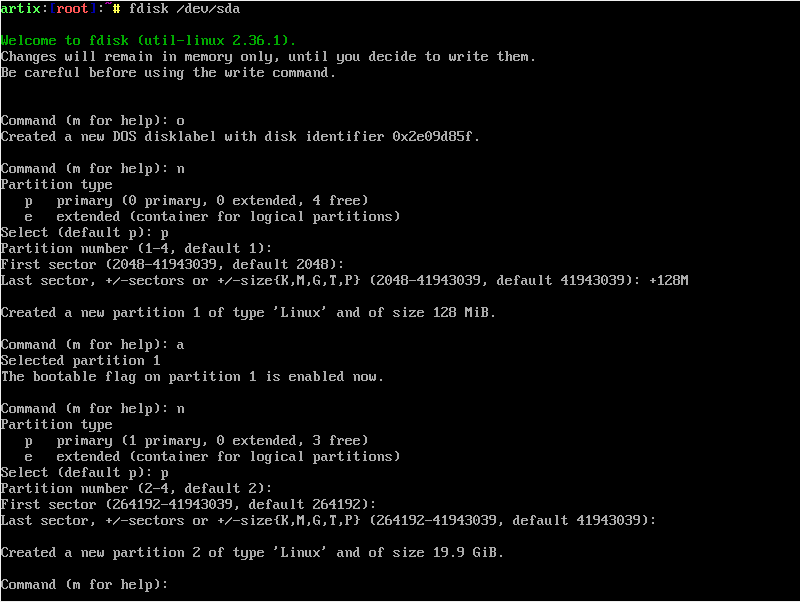 artix:[root]:~# fdisk /dev/sda
Welcome to fdisk (util-linux 2.36.1).
Changes will remain in memory only, until you decide to write them.
Be careful before using the write command.
Command (m for help): o
Created a new DOS disklabel with disk identifier 0x2e09d85f.
Command (m for help): n
Partition type
   p   primary (0 primary, 0 extended, 4 free)
   e   extended (container for logical partitions)
Select (default p): p
Partition number (1-4, default 1):
First sector (2048-41943039, default 2048):
Last sector, +/-sectors or +/-size{K,M,G,T,P} (2048-41943039, default 41943039): +128M
Created a new partition 1 of type 'Linux' and of size 128 MiB.
Command (m for help): a
Selected partition 1
The bootable flag on partition 1 is enabled now.
Command (m for help): n
Partition type
   p   primary (1 primary, 0 extended, 3 free)
   e   extended (container for logical partitions)
Select (default p): p
Partition number (2-4, default 2):
First sector (264192-41943039, default 264192):
Last sector, +/-sectors or +/-size{K,M,G,T,P} (264192-41943039, default 41943039):
Created a new partition 2 of type 'Linux' and of size 19.9 GiB.
Command (m for help):